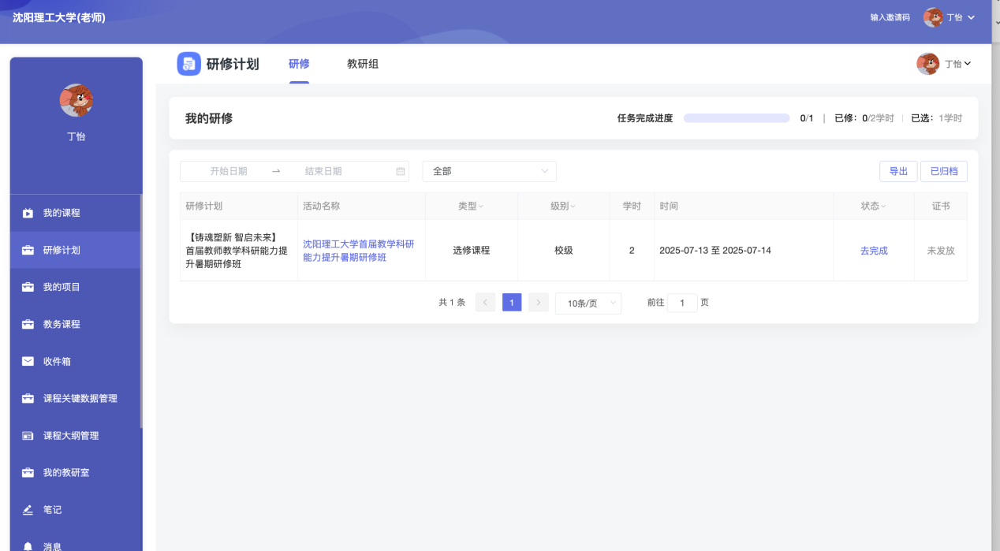 沈阳理工大学(老师)
输入邀请码
丁怡
丁怡
我的课程
研修计划
我的项目
教务课程
收件箱
课程关键数据管理
课程大纲管理
我的教研室
笔记
消息
研修计划
研修
教研组
丁怡
我的研修
任务完成进度
0/1 | 已修：0/2学时 | 已选：1学时
开始日期 → 结束日期
全部
导出
已归档
研修计划 活动名称 类型 级别 学时 时间 状态 证书
【铸魂塑新 智启未来】
首届教师教学科研能力提
升暑期研修班
沈阳理工大学首届教学科研
能力提升暑期研修班
选修课程
校级
2
2025-07-13 至 2025-07-14
去完成
未发放
共 1 条 < 1 > 10条/页 前往 1 页